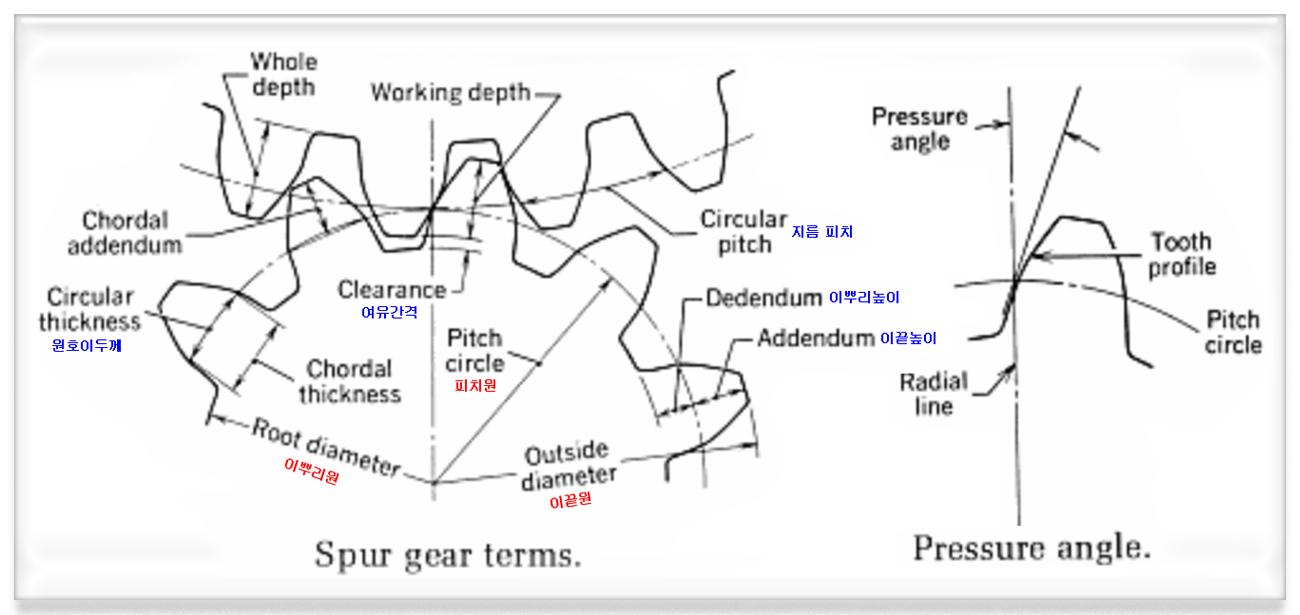 Whole
depth
Working depth
Chordal
addendum
Circular
pitch 지름 피치
Clearance
여유간격
Circular
thickness
원호이두께
Chordal
thickness
Pitch
circle
피치원
Dedendum 이뿌리높이
Addendum 이끝높이
Root diameter
이뿌리원
Outside
diameter
이끝원
Spur gear terms.
Pressure
angle
Tooth
profile
Pitch
circle
Radial
line
Pressure angle.